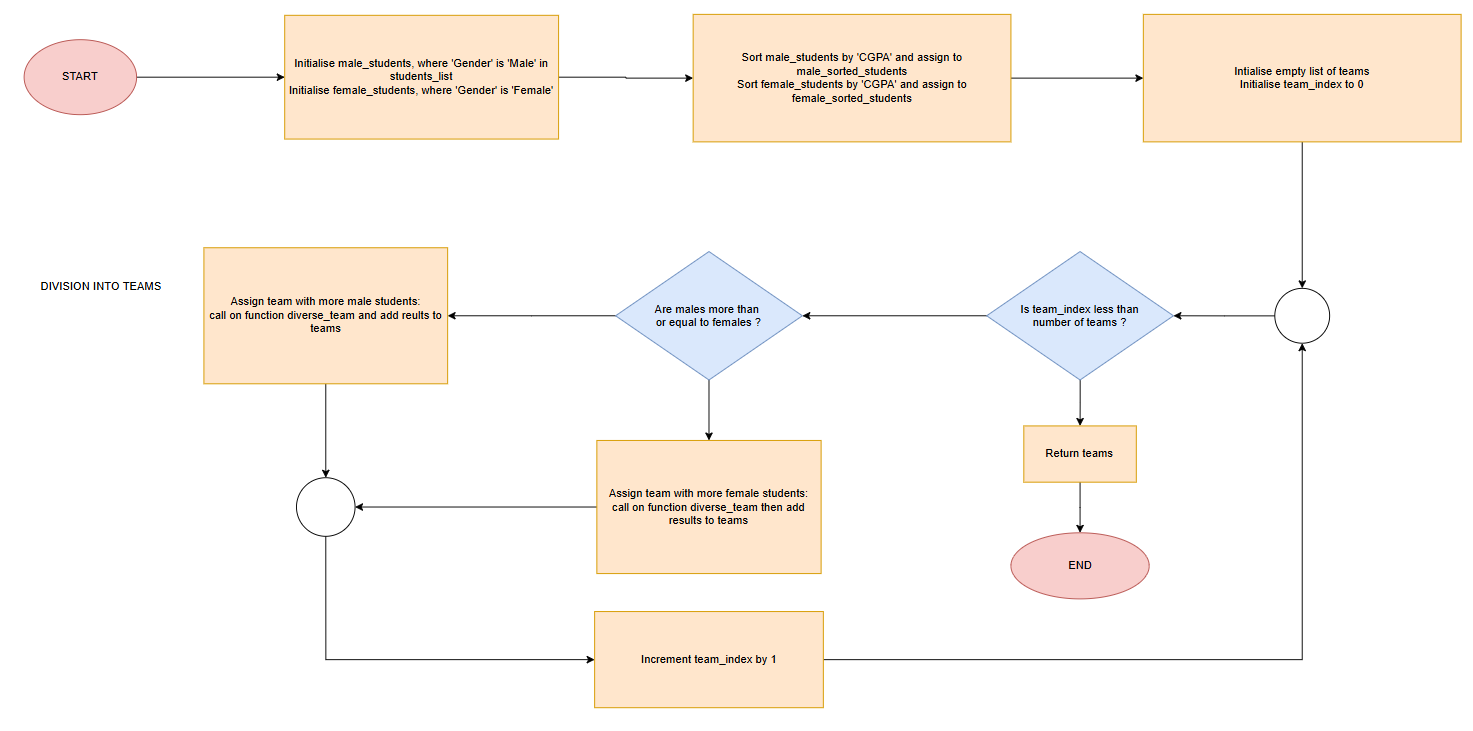 START
Initialise male_students, where 'Gender' is 'Male' in
students_list
Initialise female_students, where 'Gender' is 'Female'
Sort male_students by 'CGPA' and assign to
male_sorted_students
Sort female_students by 'CGPA' and assign to
female_sorted_students
Intialise empty list of teams
Initialise team_index to 0
DIVISION INTO TEAMS
Assign team with more male students:
call on function diverse_team and add reults to
teams
Are males more than
or equal to females ?
Is team_index less than
number of teams ?
Return teams
Assign team with more female students:
call on function diverse_team then add
results to teams
END
Increment team_index by 1